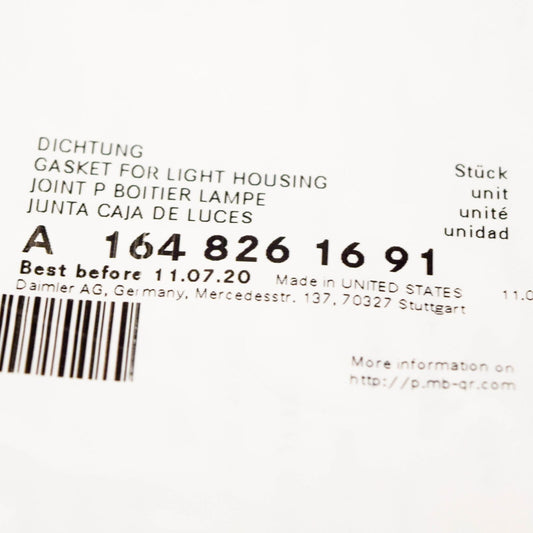 DICHTUNG
GASKET FOR LIGHT HOUSING
JOINT P BOITIER LAMPE
JUNTA CAJA DE LUCES
Stück
unit
unité
unidad
A 164 826 16 91
Best before 11.07.20 Made in UNITED STATES 11.0
Daimler AG, Germany, Mercedesstr. 137, 70327 Stuttgart
More information on
http://p.mb-qr.com